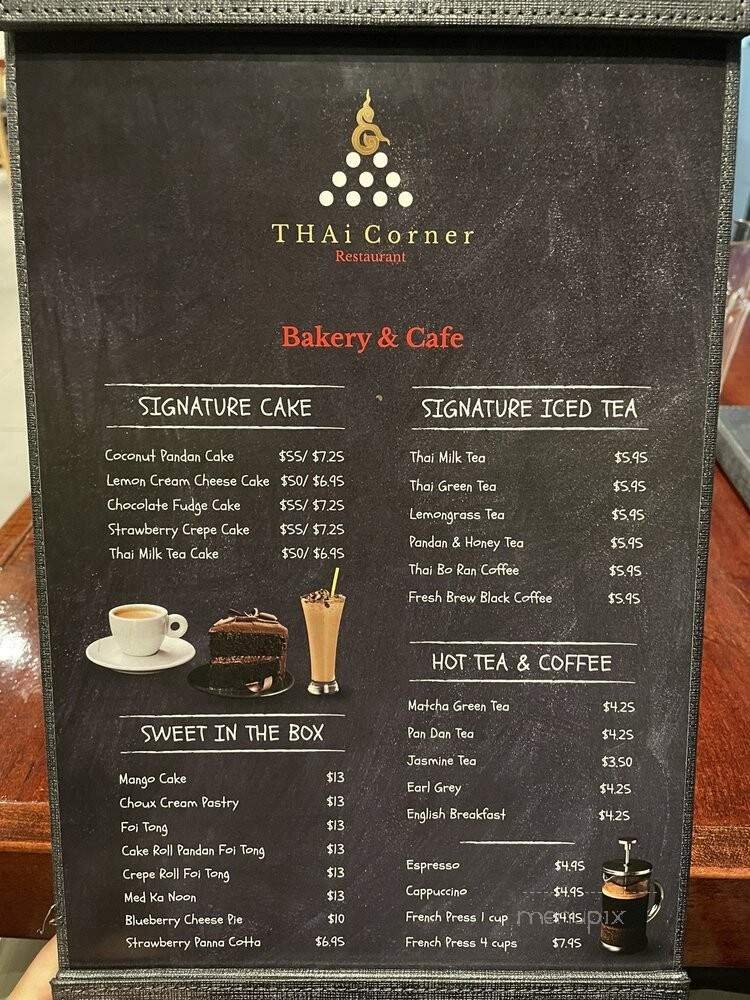 THAi Corner
Restaurant
Bakery & Cafe
SIGNATURE CAKE
Coconut Pandan Cake $55/ $7.25
Lemon Cream Cheese Cake $50/ $6.95
Chocolate Fudge Cake $55/ $7.25
Strawberry Crepe Cake $55/ $7.25
Thai Milk Tea Cake $50/ $6.95
SWEET IN THE BOX
Mango Cake $13
Choux Cream Pastry $13
Foi Tong $13
Cake Roll Pandan Foi Tong $13
Crepe Roll Foi Tong $13
Med Ka Noon $13
Blueberry Cheese Pie $10
Strawberry Panna Cotta $6.95
SIGNATURE ICED TEA
Thai Milk Tea $5.95
Thai Green Tea $5.95
Lemongrass Tea $5.95
Pandan & Honey Tea $5.95
Thai Bo Ran Coffee $5.95
Fresh Brew Black Coffee $5.95
HOT TEA & COFFEE
Matcha Green Tea $4.25
Pan Dan Tea $4.25
Jasmine Tea $3.50
Earl Grey $4.25
English Breakfast $4.25
Espresso $4.95
Cappuccino $4.95
French Press 1 cup $4.95
French Press 4 cups $7.95
menupix